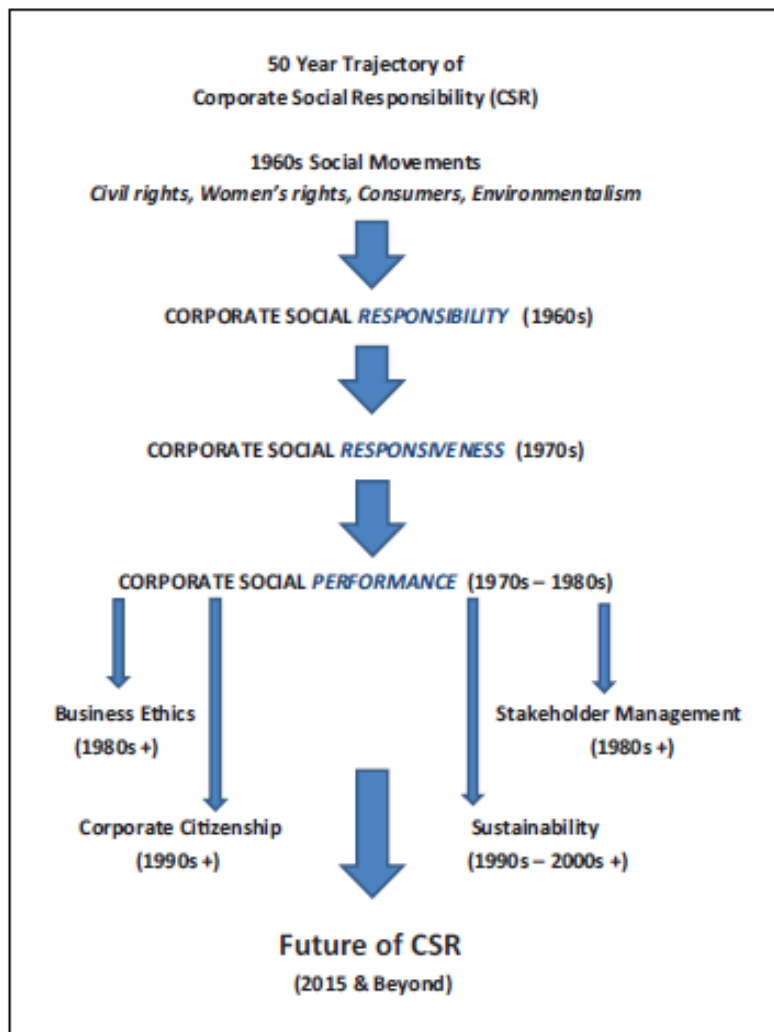 50 Year Trajectory of
Corporate Social Responsibility (CSR)
1960s Social Movements
Civil rights, Women's rights, Consumers, Environmentalism
CORPORATE SOCIAL RESPONSIBILITY (1960s)
CORPORATE SOCIAL RESPONSIVENESS (1970s)
CORPORATE SOCIAL PERFORMANCE (1970s – 1980s)
Business Ethics
(1980s +)
Stakeholder Management
(1980s +)
Corporate Citizenship
(1990s +)
Sustainability
(1990s – 2000s +)
Future of CSR
(2015 & Beyond)